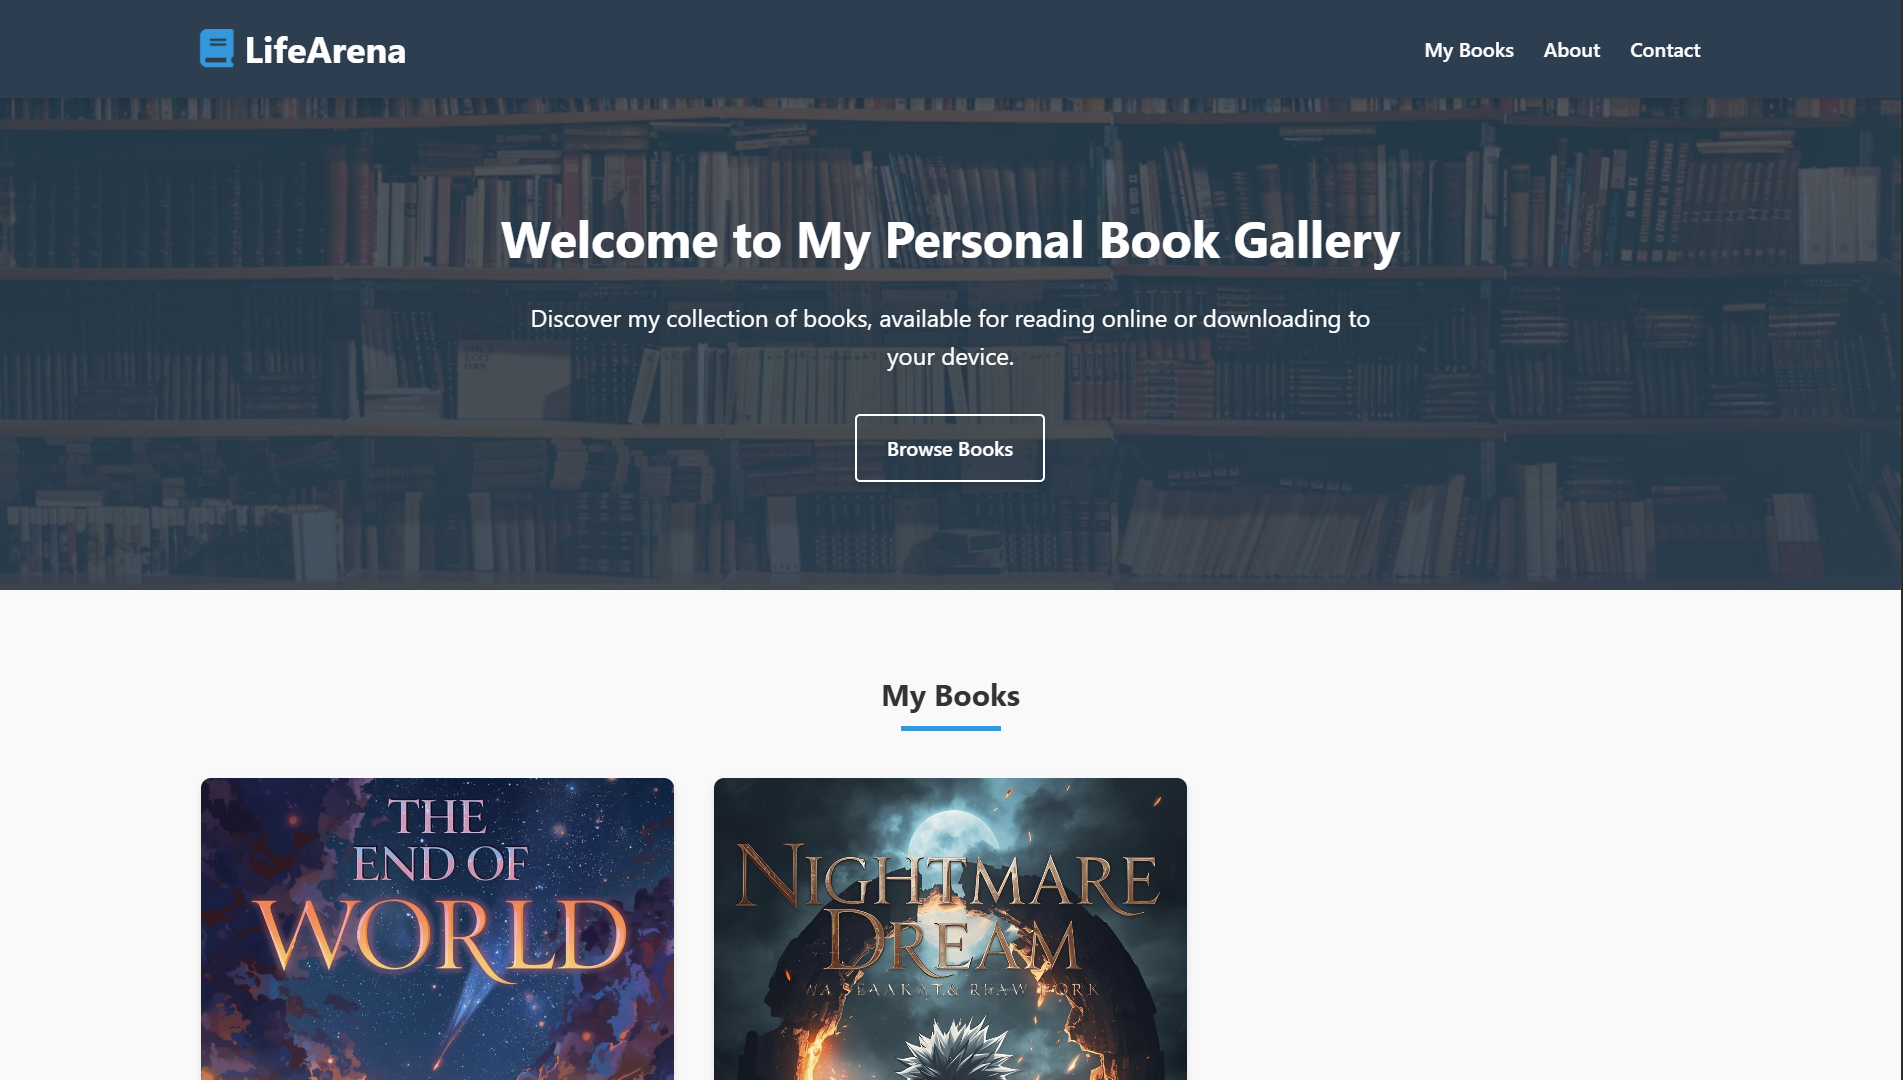 LifeArena
My Books
About
Contact
Welcome to My Personal Book Gallery
Discover my collection of books, available for reading online or downloading to
your device.
Browse Books
My Books
THE
END OF
WORLD
NIGHTMARE
DREAM